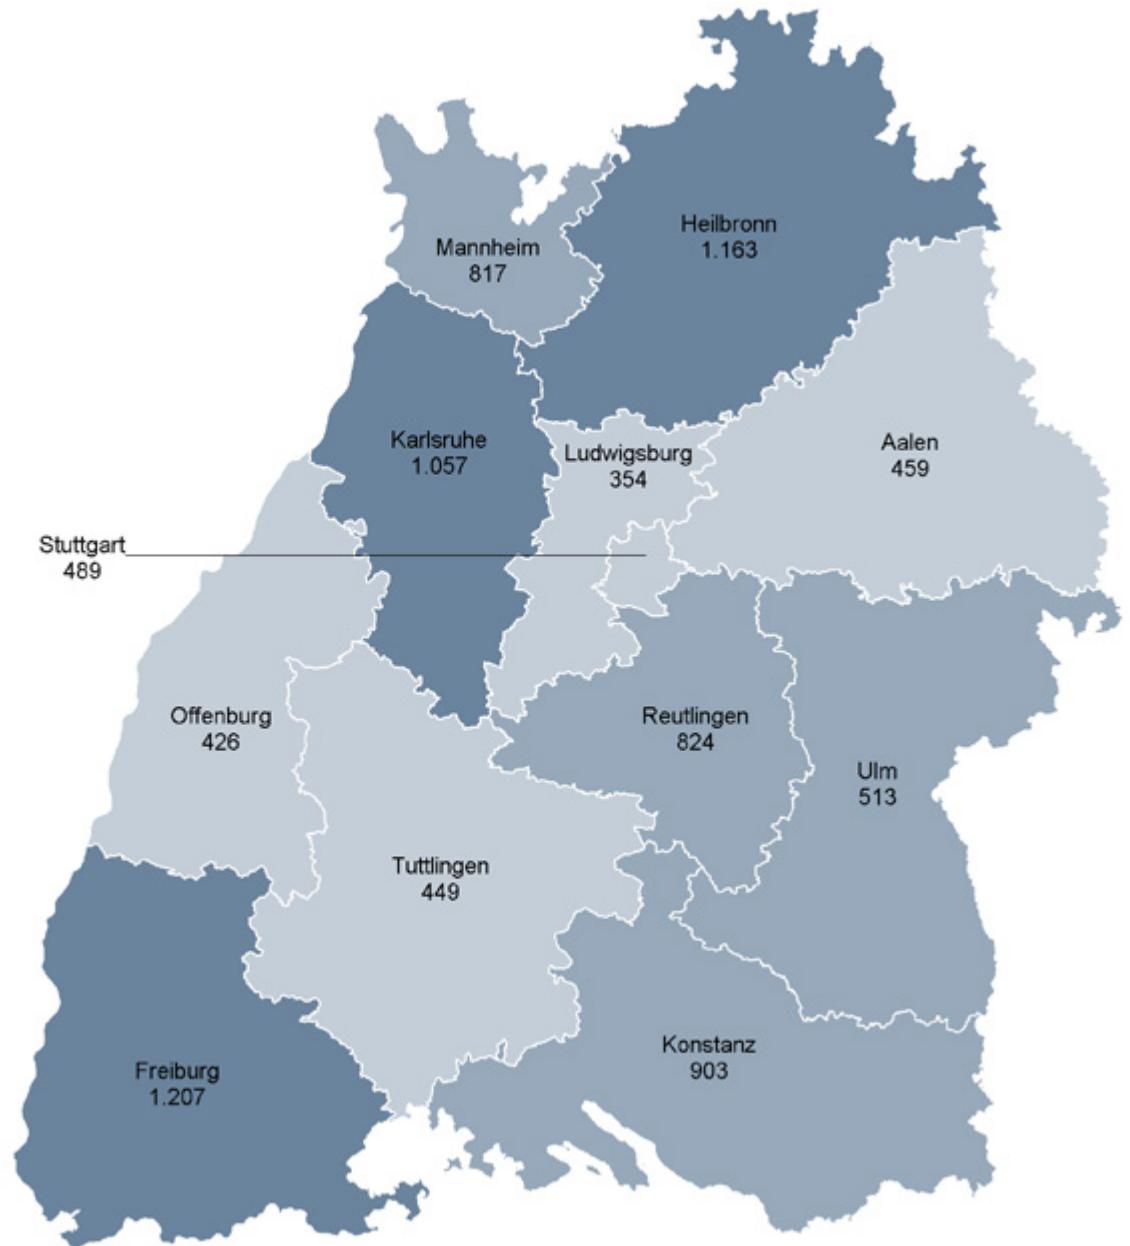 Heilbronn
1.163
Mannheim
817
Karlsruhe
1.057
Ludwigsburg
354
Aalen
459
Stuttgart
489
Offenburg
426
Reutlingen
824
Ulm
513
Tuttlingen
449
Konstanz
903
Freiburg
1.207